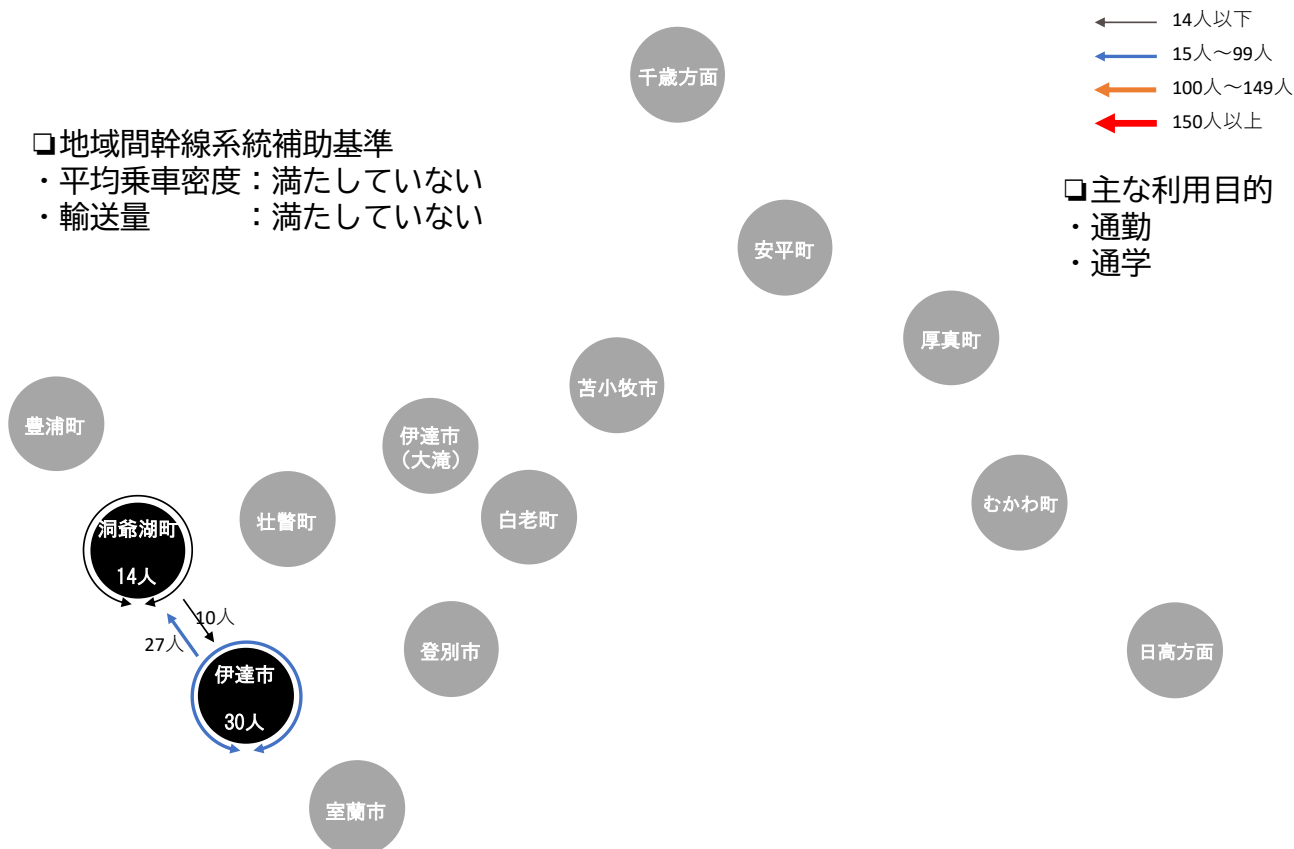 14人以下
15人～99人
100人～149人
150人以上
千歳方面
❏地域間幹線系統補助基準
・平均乗車密度：満たしていない
・輸送量　　　：満たしていない
❏主な利用目的
・通勤
・通学
安平町
厚真町
苫小牧市
豊浦町
伊達市
（大滝）
むかわ町
壮瞥町
白老町
洞爺湖町
14人
10人
27人
登別市
日高方面
伊達市
30人
室蘭市